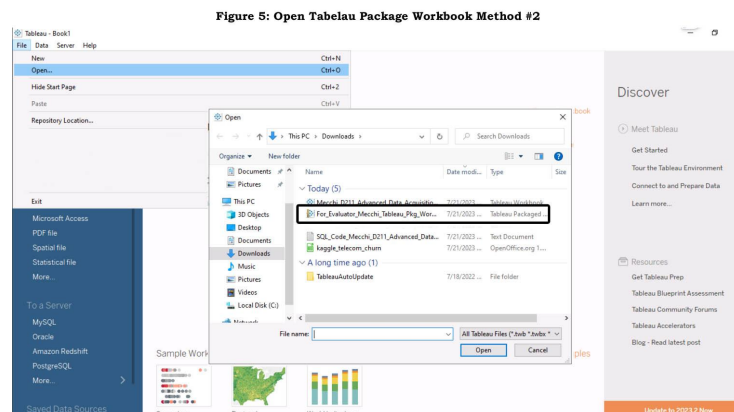 Figure 5: Open Tabelau Package Workbook Method #2
Tableau - Book1
File Data Server Help
New Ctrl+N
Open... Ctrl+O
Hide Start Page Ctrl+2
Paste Ctrl+V
Repository Location...
Exit
Microsoft Access
PDF file
Spatial file
Statistical file
More...
To a Server
MySQL
Oracle
Amazon Redshift
PostgreSQL
More...
Saved Data Sources
Open
This PC > Downloads >
Search Downloads
Organize New folder
Documents
Pictures
This PC
3D Objects
Desktop
Documents
Downloads
Music
Pictures
Videos
Local Disk (C:)
Network
Name Date modi... Type Size
Today (5)
Mecchi_D211_Advanced_Data_Acquisitio... 7/21/2023 ... Tableau Workbook
For_Evaluator_Mecchi_Tableau_Pkg_Wor... 7/21/2023 ... Tableau Packaged ...
SQL_Code_Mecchi_D211_Advanced_Data... 7/21/2023 ... Text Document
kaggle_telecom_churn 7/21/2023 ... OpenOffice.org 1....
A long time ago (1)
TableauAutoUpdate 7/18/2022 ... File folder
File name:
All Tableau Files (*.twb *.twbx *
Open Cancel
Sample Work
ples
book
Discover
Meet Tableau
Get Started
Tour the Tableau Environment
Connect to and Prepare Data
Learn more...
Resources
Get Tableau Prep
Tableau Blueprint Assessment
Tableau Community Forums
Tableau Accelerators
Blog - Read latest post
Update to 2023.2 Now